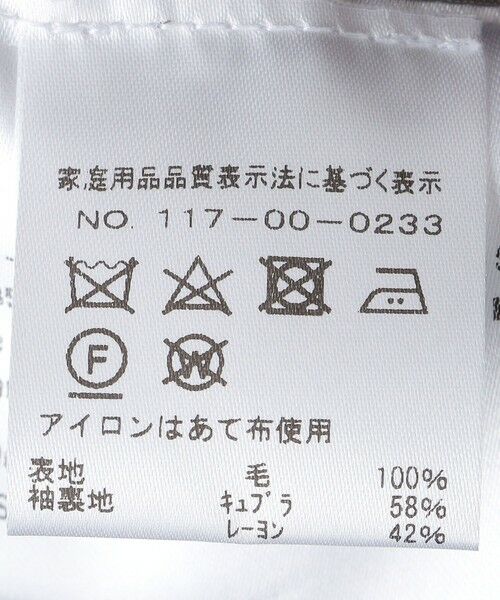 家庭用品品質表示法に基づく表示
NO. 117-00-0233
F W
アイロンはあて布使用
表地 毛 100%
袖裏地 キュプラ 58%
レーヨン 42%